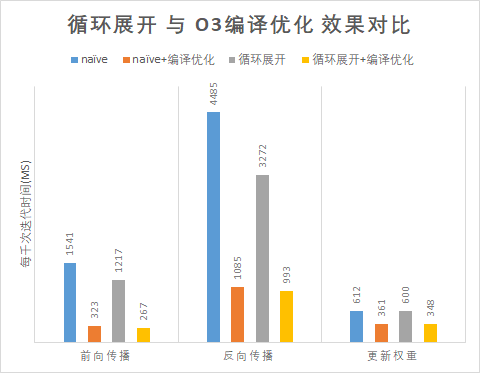 循环展开 与 O3编译优化 效果对比
naïve naïve+编译优化 循环展开 循环展开+编译优化
每千次迭代时间(MS)
1541 323 1217 267
4485 1085 3272 993
612 361 600 348
前向传播 反向传播 更新权重